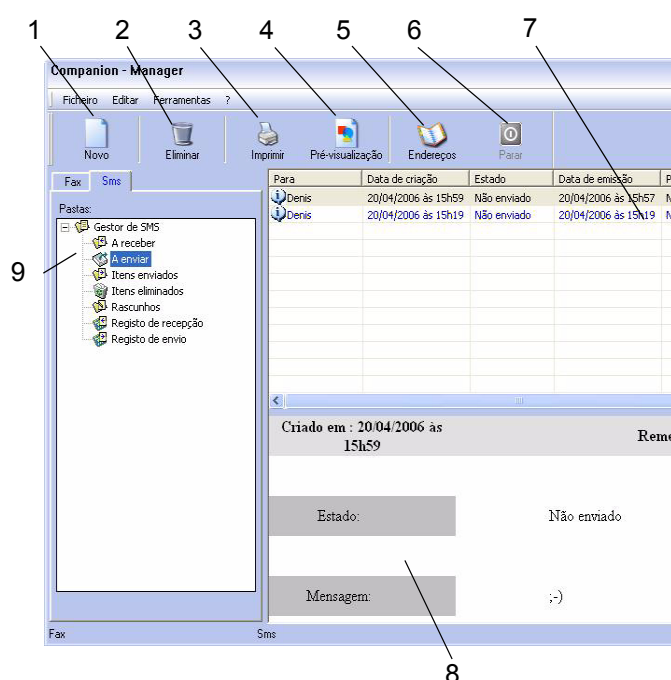 1 2 3 4 5 6 7
Companion - Manager
Ficheiro Editar Ferramentas ?
Novo Eliminar Imprimir Pré-visualização Endereços Parar
Fax Sms
Pastas:
Gestor de SMS
A receber
A enviar
Itens enviados
Itens eliminados
Rascunhos
Registo de recepção
Registo de envio
9
Para Data de criação Estado Data de emissão P
Denis 20/04/2006 às 15h59 Não enviado 20/04/2006 às 15h57 N
Denis 20/04/2006 às 15h19 Não enviado 20/04/2006 às 15h19 N
Criado em : 20/04/2006 às
15h59
Reme
Estado: Não enviado
Mensagem: ;-)
Fax Sms
8